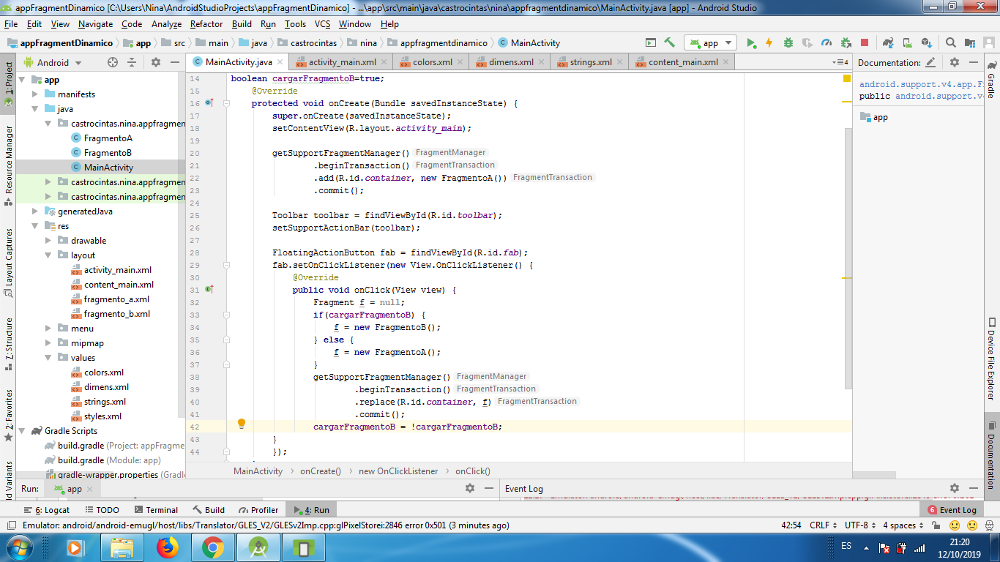 appFragmentDinamico [C:\Users\Nina\AndroidStudioProjects\appFragmentDinamico] - ...\app\src\main\java\castrocintas\nina\appfragmentdinamico\MainActivity.java [app] - Android Studio
File Edit View Navigate Code Analyze Refactor Build Run Tools VCS Window Help
appFragmentDinamico app src main java castrocintas nina appfragmentdinamico MainActivity app
Android MainActivity.java activity_main.xml colors.xml dimens.xml strings.xml content_main.xml 4 Documentation:
1: Project
Resource Manager
Layout Captures
7: Structure
2: Favorites
ld Variants
app
manifests
java
castrocintas.nina.appfragmen
FragmentoA
FragmentoB
MainActivity
castrocintas.nina.appfragmen
castrocintas.nina.appfragmen
generatedJava
res
drawable
layout
activity_main.xml
content_main.xml
fragmento_a.xml
fragmento_b.xml
menu
mipmap
values
colors.xml
dimens.xml
strings.xml
styles.xml
Gradle Scripts
build.gradle (Project: appFragme
build.gradle (Module: app)
gradle-wrapper.properties (Gradl
14 boolean cargarFragmentoB=true;
15 @Override
16 protected void onCreate(Bundle savedInstanceState) {
17 super.onCreate(savedInstanceState);
18 setContentView(R.layout.activity_main);
19
20 getSupportFragmentManager() FragmentManager
21 .beginTransaction() FragmentTransaction
22 .add(R.id.container, new FragmentoA()) FragmentTransaction
23 .commit();
24
25 Toolbar toolbar = findViewById(R.id.toolbar);
26 setSupportActionBar(toolbar);
27
28 FloatingActionButton fab = findViewById(R.id.fab);
29 fab.setOnClickListener(new View.OnClickListener() {
30 @Override
31 public void onClick(View view) {
32 Fragment f = null;
33 if(cargarFragmentoB) {
34 f = new FragmentoB();
35 } else {
36 f = new FragmentoA();
37 }
38 getSupportFragmentManager() FragmentManager
39 .beginTransaction() FragmentTransaction
40 .replace(R.id.container, f) FragmentTransaction
41 .commit();
42 cargarFragmentoB = !cargarFragmentoB;
43 }
44 });
MainActivity onCreate() new OnClickListener onClick()
android.support.v4.app.F
public android.support.v
app
Gradle
Device File Explorer
Documentation
Run: app Event Log
6: Logcat TODO Terminal Build Profiler 4: Run 6 Event Log
Emulator: android/android-emugl/host/libs/Translator/GLES_V2/GLESv2Imp.cpp:glPixelStorei:2846 error 0x501 (3 minutes ago) 42:54 CRLF UTF-8 4 spaces
ES 21:20
12/10/2019